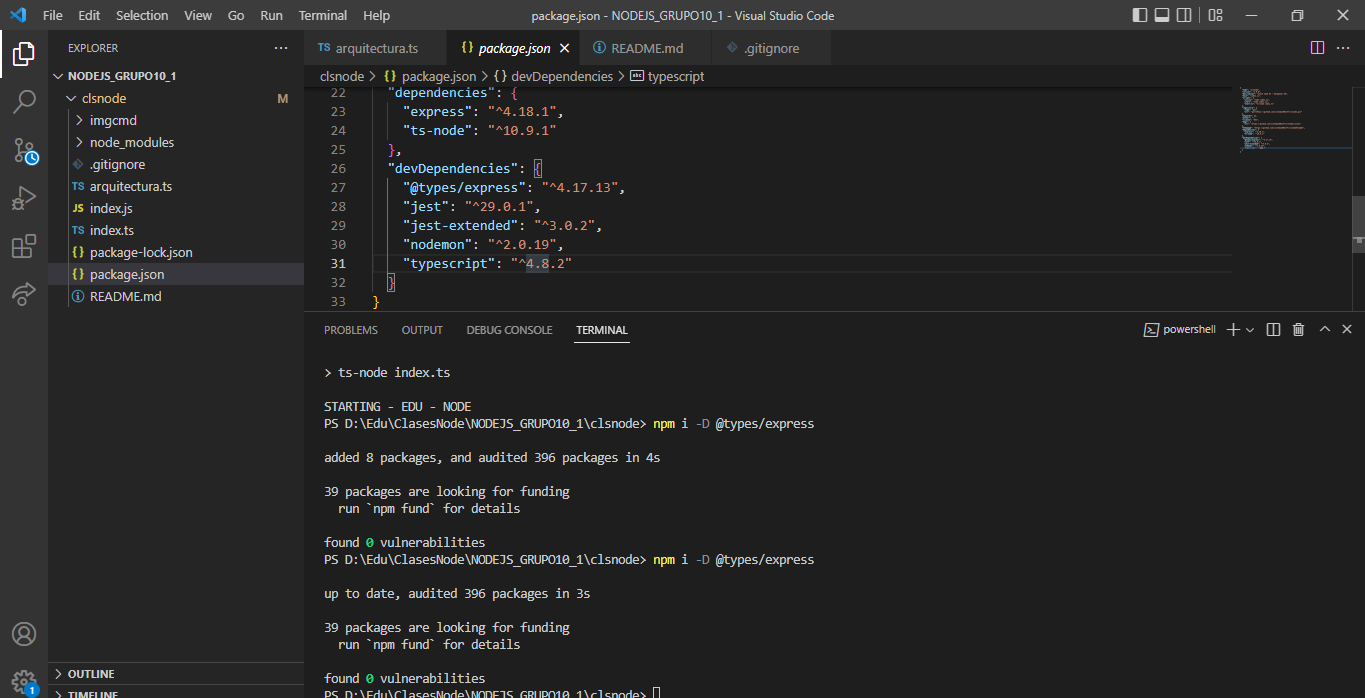 File Edit Selection View Go Run Terminal Help package.json - NODEJS_GRUPO10_1 - Visual Studio Code
EXPLORER
NODEJS_GRUPO10_1
clsnode M
imgcmd
node_modules
.gitignore
TS arquitectura.ts
JS index.js
TS index.ts
{} package-lock.json
{} package.json
README.md
OUTLINE
TIMELINE
1
TS arquitectura.ts {} package.json README.md .gitignore
clsnode > {} package.json > {} devDependencies > abc typescript
22 "dependencies": {
23 "express": "^4.18.1",
24 "ts-node": "^10.9.1"
25 },
26 "devDependencies": {
27 "@types/express": "^4.17.13",
28 "jest": "^29.0.1",
29 "jest-extended": "^3.0.2",
30 "nodemon": "^2.0.19",
31 "typescript": "^4.8.2"
32 }
33 }
PROBLEMS OUTPUT DEBUG CONSOLE TERMINAL powershell
> ts-node index.ts
STARTING - EDU - NODE
PS D:\Edu\ClasesNode\NODEJS_GRUPO10_1\clsnode> npm i -D @types/express
added 8 packages, and audited 396 packages in 4s
39 packages are looking for funding
run `npm fund` for details
found 0 vulnerabilities
PS D:\Edu\ClasesNode\NODEJS_GRUPO10_1\clsnode> npm i -D @types/express
up to date, audited 396 packages in 3s
39 packages are looking for funding
run `npm fund` for details
found 0 vulnerabilities
PS D:\Edu\ClasesNode\NODEJS_GRUPO10_1\clsnode>